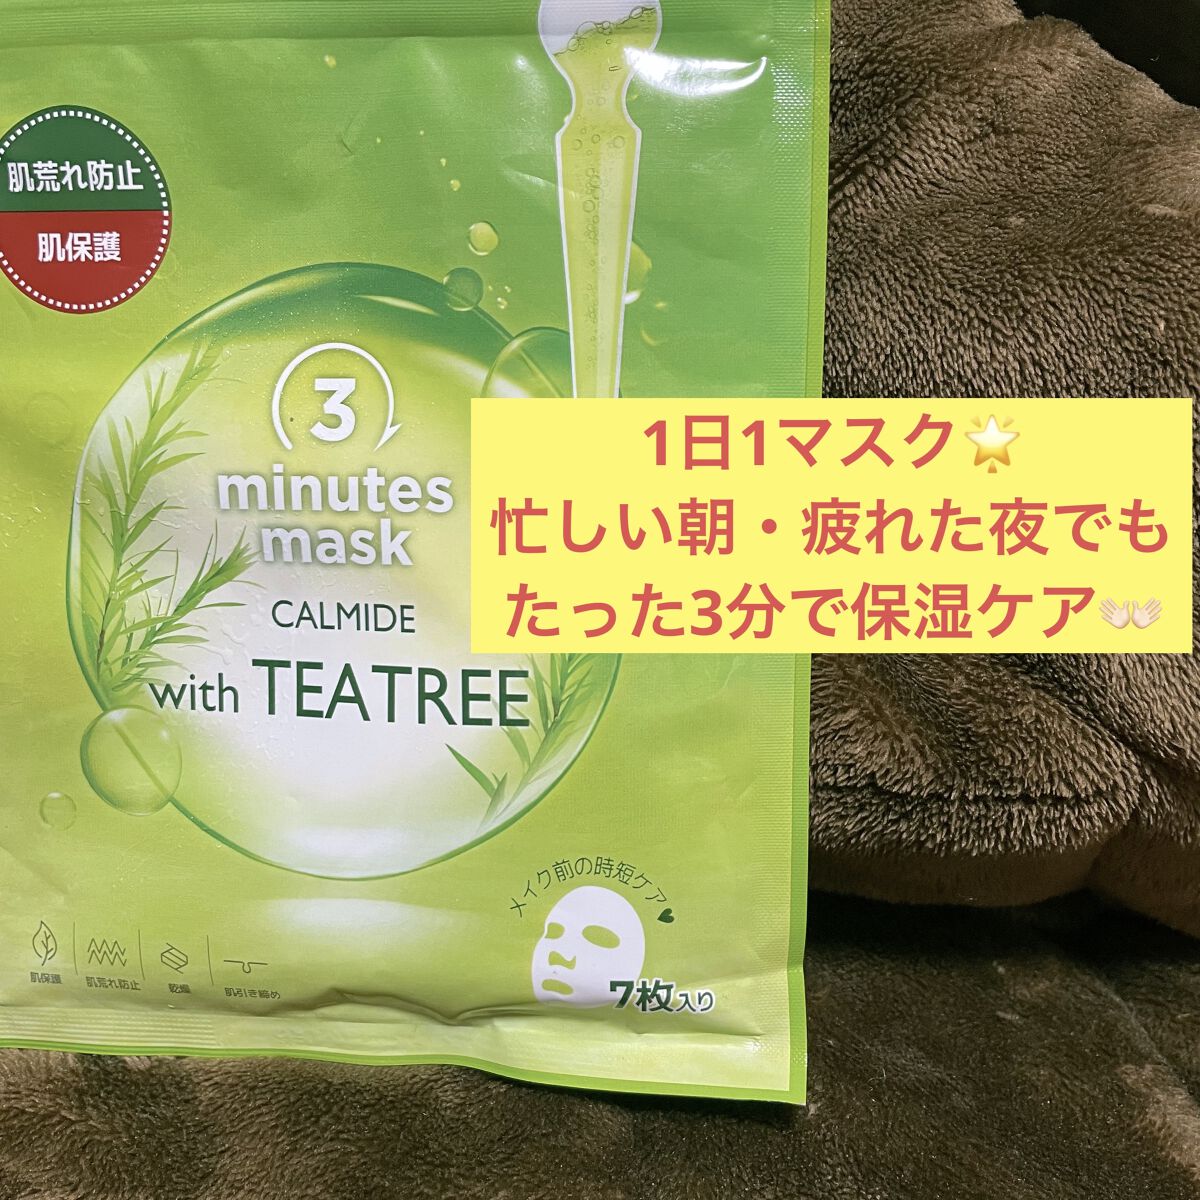 肌荒れ防止
肌保護
3
minutes
mask
CALMIDE
with TEATREE
1日1マスク🌟
忙しい朝・疲れた夜でも
たった3分で保湿ケア👐🏻
メイク前の時短ケア♥
7枚入り
肌保護
肌荒れ防止
乾燥
肌引き締め